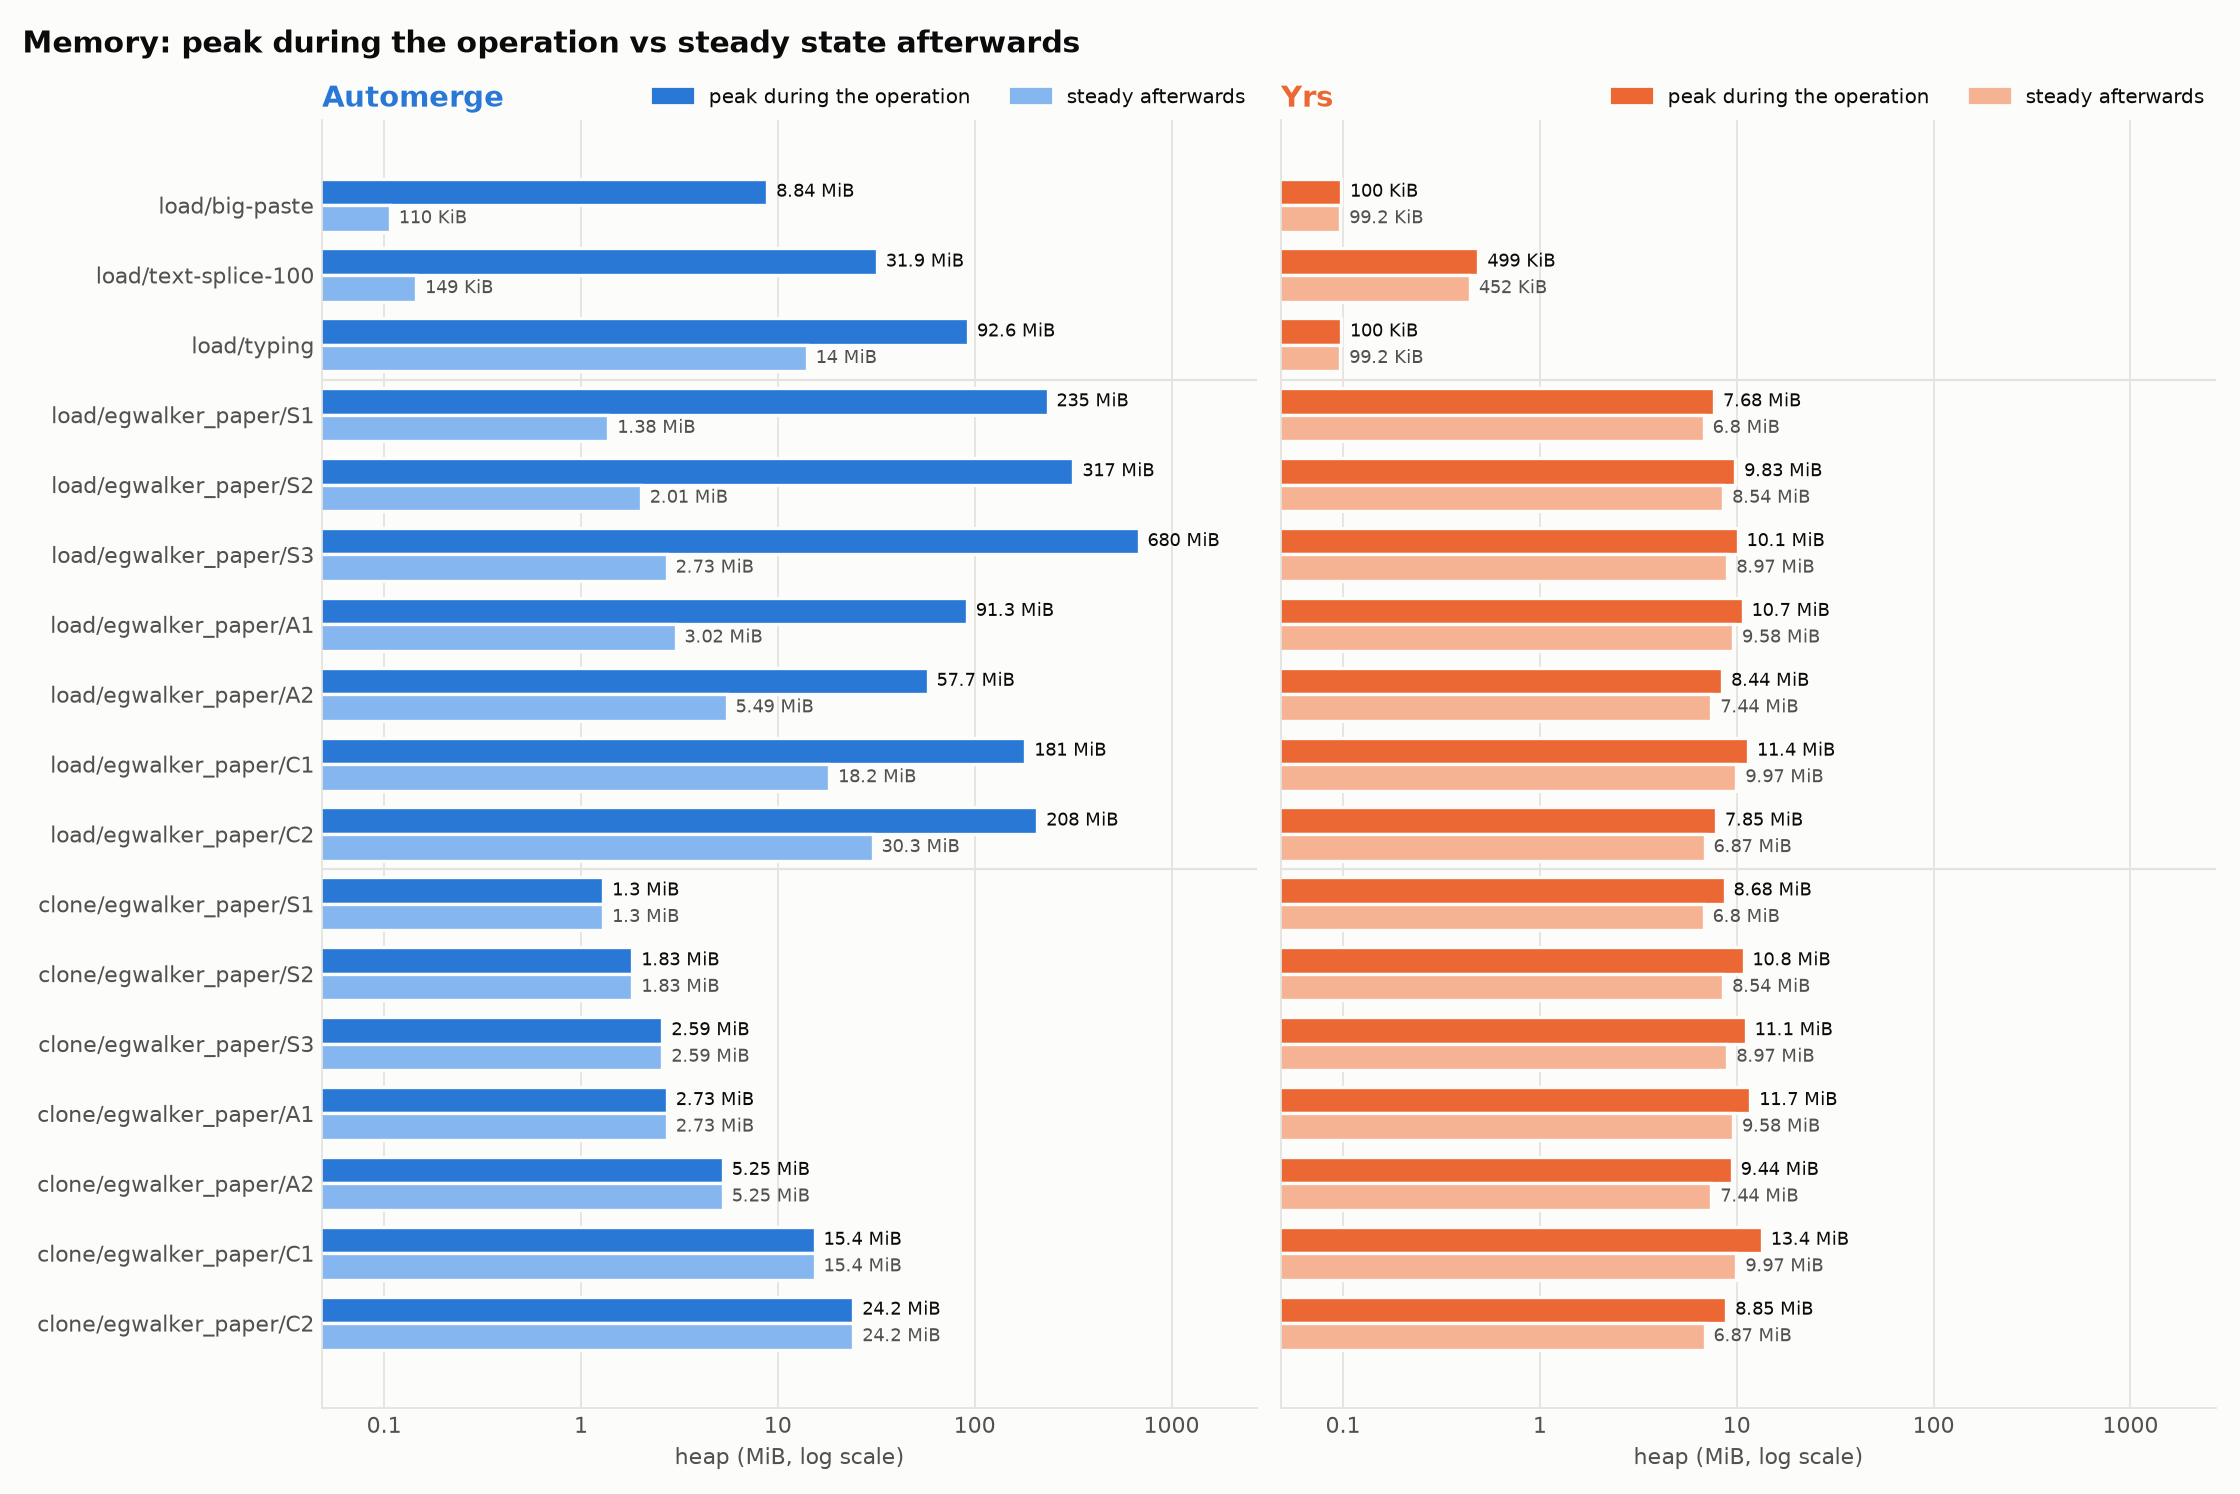 Memory: peak during the operation vs steady state afterwards
Automerge
peak during the operation
steady afterwards
Yrs
peak during the operation
steady afterwards
load/big-paste
8.84 MiB
110 KiB
100 KiB
99.2 KiB
load/text-splice-100
31.9 MiB
149 KiB
499 KiB
452 KiB
load/typing
92.6 MiB
14 MiB
100 KiB
99.2 KiB
load/egwalker_paper/S1
235 MiB
1.38 MiB
7.68 MiB
6.8 MiB
load/egwalker_paper/S2
317 MiB
2.01 MiB
9.83 MiB
8.54 MiB
load/egwalker_paper/S3
680 MiB
2.73 MiB
10.1 MiB
8.97 MiB
load/egwalker_paper/A1
91.3 MiB
3.02 MiB
10.7 MiB
9.58 MiB
load/egwalker_paper/A2
57.7 MiB
5.49 MiB
8.44 MiB
7.44 MiB
load/egwalker_paper/C1
181 MiB
18.2 MiB
11.4 MiB
9.97 MiB
load/egwalker_paper/C2
208 MiB
30.3 MiB
7.85 MiB
6.87 MiB
clone/egwalker_paper/S1
1.3 MiB
1.3 MiB
8.68 MiB
6.8 MiB
clone/egwalker_paper/S2
1.83 MiB
1.83 MiB
10.8 MiB
8.54 MiB
clone/egwalker_paper/S3
2.59 MiB
2.59 MiB
11.1 MiB
8.97 MiB
clone/egwalker_paper/A1
2.73 MiB
2.73 MiB
11.7 MiB
9.58 MiB
clone/egwalker_paper/A2
5.25 MiB
5.25 MiB
9.44 MiB
7.44 MiB
clone/egwalker_paper/C1
15.4 MiB
15.4 MiB
13.4 MiB
9.97 MiB
clone/egwalker_paper/C2
24.2 MiB
24.2 MiB
8.85 MiB
6.87 MiB
0.1 1 10 100 1000
heap (MiB, log scale)
0.1 1 10 100 1000
heap (MiB, log scale)